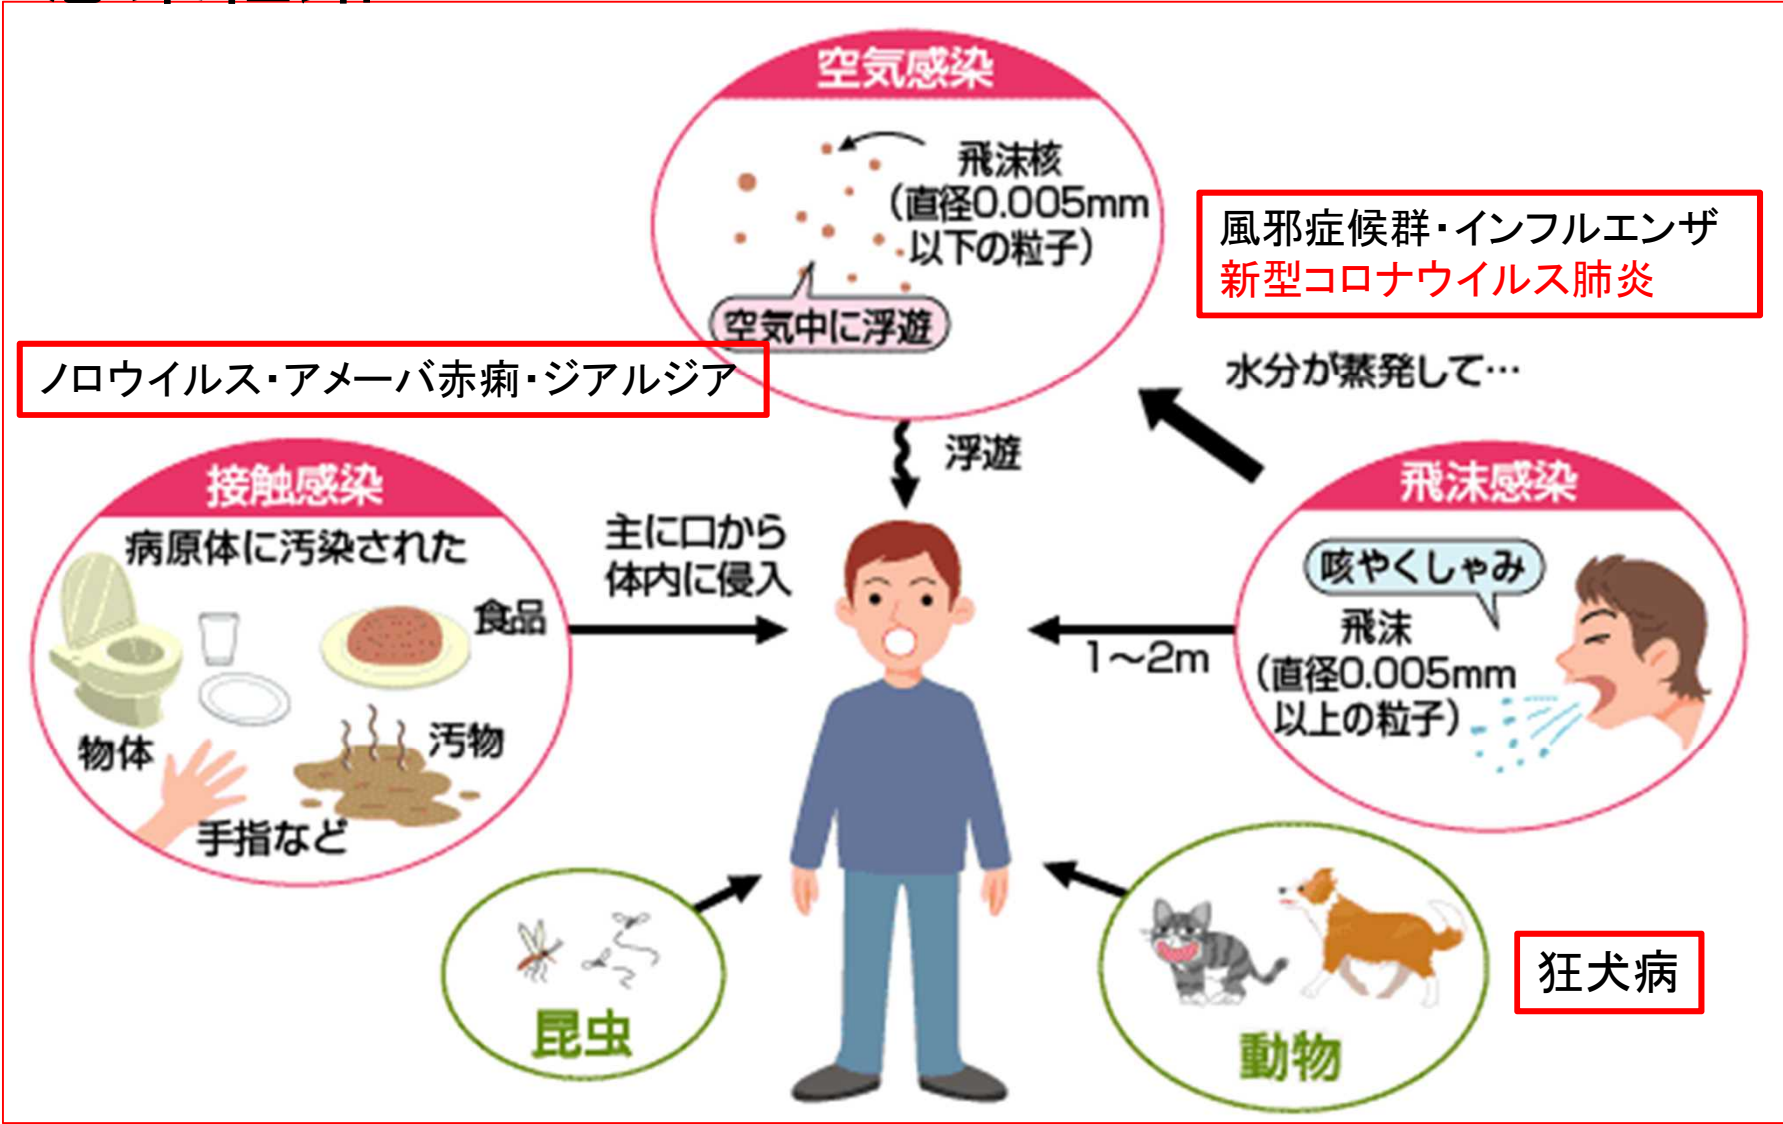 空気感染
飛沫核
（直径0.005mm
以下の粒子）
空気中に浮遊
風邪症候群・インフルエンザ
新型コロナウイルス肺炎
水分が蒸発して…
ノロウイルス・アメーバ赤痢・ジアルジア
浮遊
接触感染
病原体に汚染された
食品
物体
汚物
手指など
主に口から
体内に侵入
飛沫感染
咳やくしゃみ
飛沫
（直径0.005mm
以上の粒子）
1～2m
昆虫
動物
狂犬病